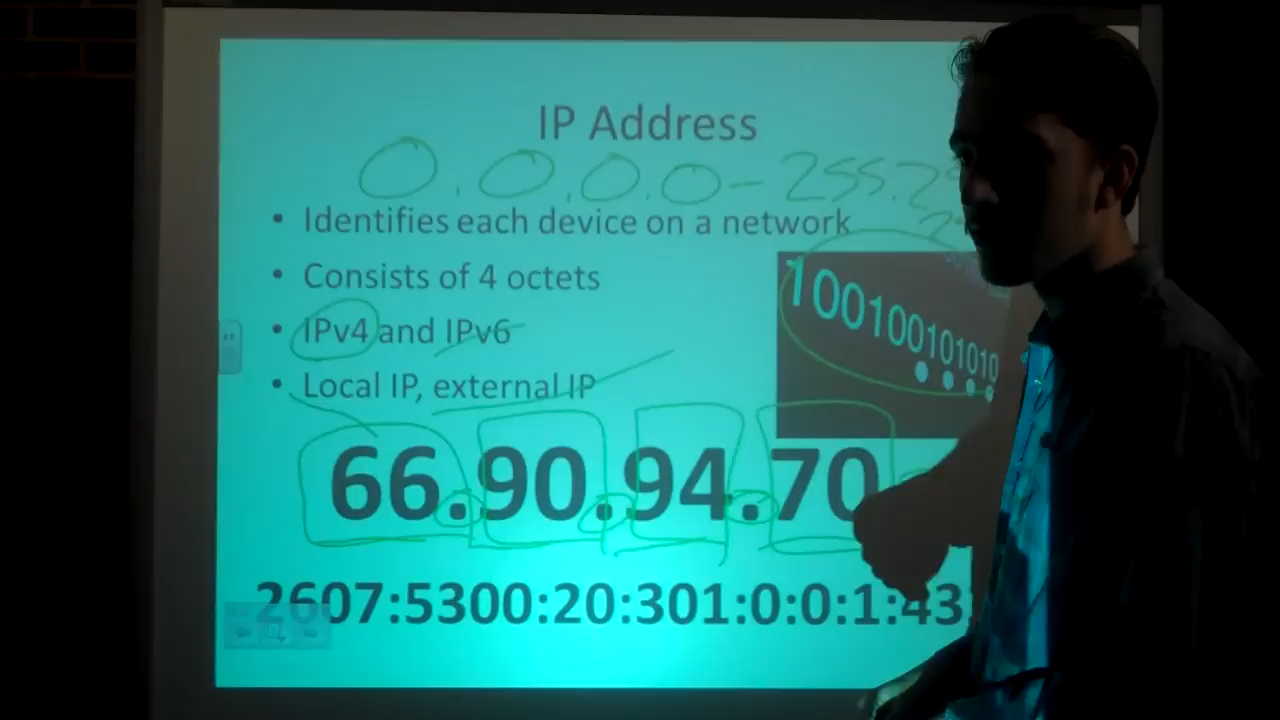 IP Address
0.0.0.0-255.2
• Identifies each device on a network
• Consists of 4 octets
• IPv4 and IPv6
• Local IP, external IP
100100101010
66.90.94.70
2607:5300:20:301:0:0:1:43